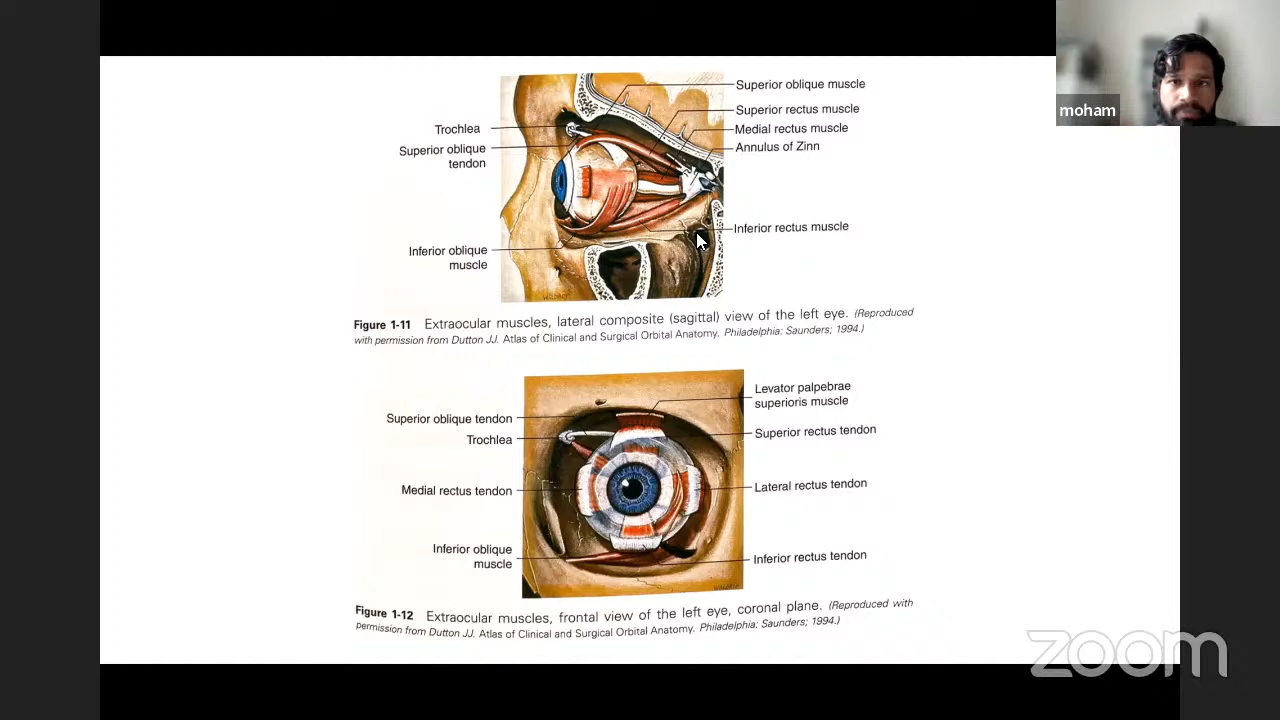 moham
Superior oblique muscle
Superior rectus muscle
Trochlea
Medial rectus muscle
Superior oblique
tendon
Annulus of Zinn
Inferior rectus muscle
Inferior oblique
muscle
Figure 1-11 Extraocular muscles, lateral composite (sagittal) view of the left eye. (Reproduced
with permission from Dutton JJ. Atlas of Clinical and Surgical Orbital Anatomy. Philadelphia: Saunders; 1994.)
Levator palpebrae
superioris muscle
Superior oblique tendon
Superior rectus tendon
Trochlea
Medial rectus tendon
Lateral rectus tendon
Inferior oblique
muscle
Inferior rectus tendon
Figure 1-12 Extraocular muscles, frontal view of the left eye, coronal plane. (Reproduced with
permission from Dutton JJ. Atlas of Clinical and Surgical Orbital Anatomy. Philadelphia: Saunders; 1994.)
zoom